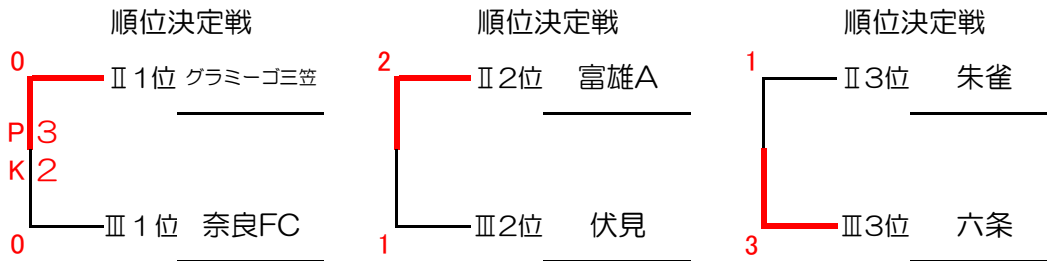 順位決定戦
0
Ⅱ1位 グラミーゴ三笠
P 3
K 2
Ⅲ1位 奈良FC
0
順位決定戦
2
Ⅱ2位 富雄A
Ⅲ2位 伏見
1
順位決定戦
1
Ⅱ3位 朱雀
Ⅲ3位 六条
3